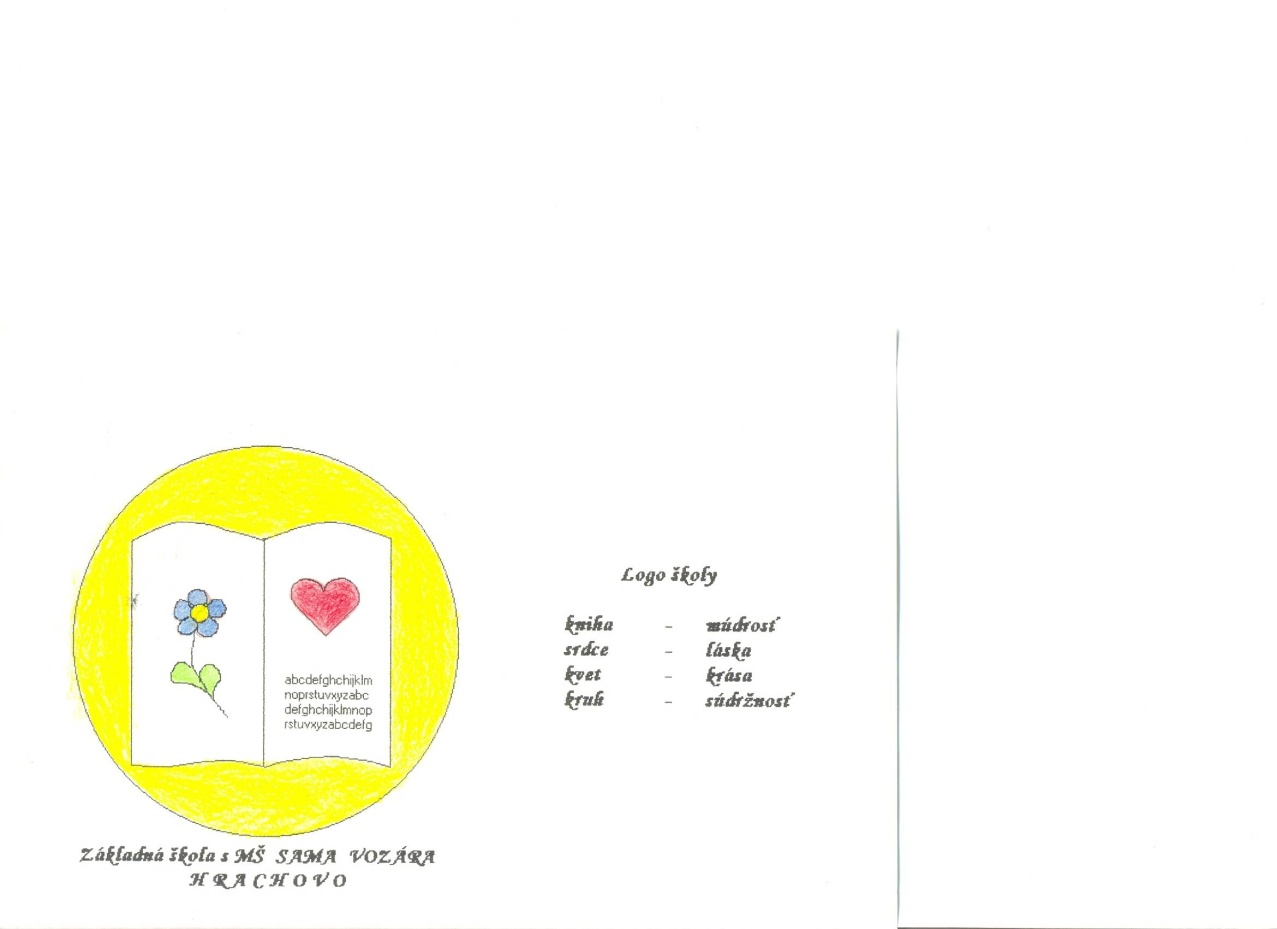 Logo školy
kniha - múdrosť
srdce - láska
kvet - krása
kruh - súdržnosť
abcdefghchijklm
noprstuvxyzabc
defghchijklmnop
rstuvxyzabcdefg
Základná škola s MŠ SAMA VOZÁRA
HRACHOVO